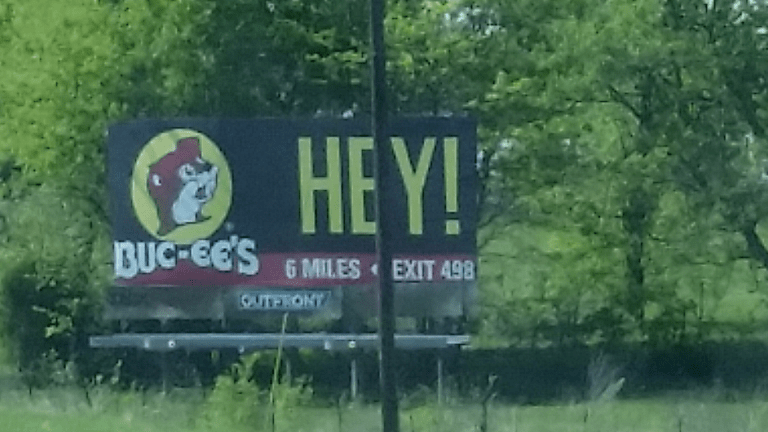 HEY!
BUC-EE'S
6 MILES • EXIT 498
OUTFRONT